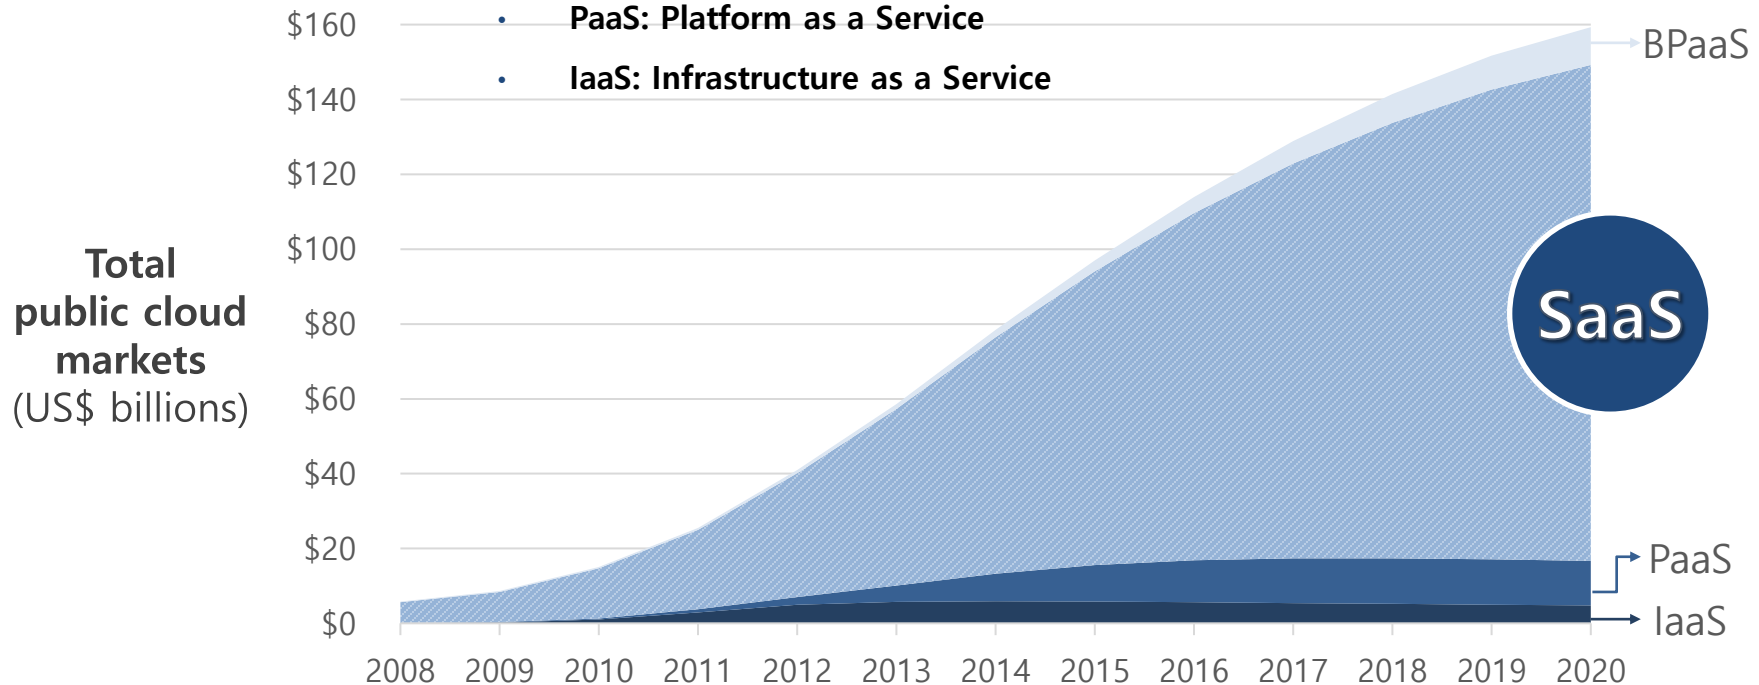 • PaaS: Platform as a Service
• IaaS: Infrastructure as a Service
Total
public cloud
markets
(US$ billions)
$160
$140
$120
$100
$80
$60
$40
$20
$0
2008 2009 2010 2011 2012 2013 2014 2015 2016 2017 2018 2019 2020
BPaaS
SaaS
PaaS
IaaS